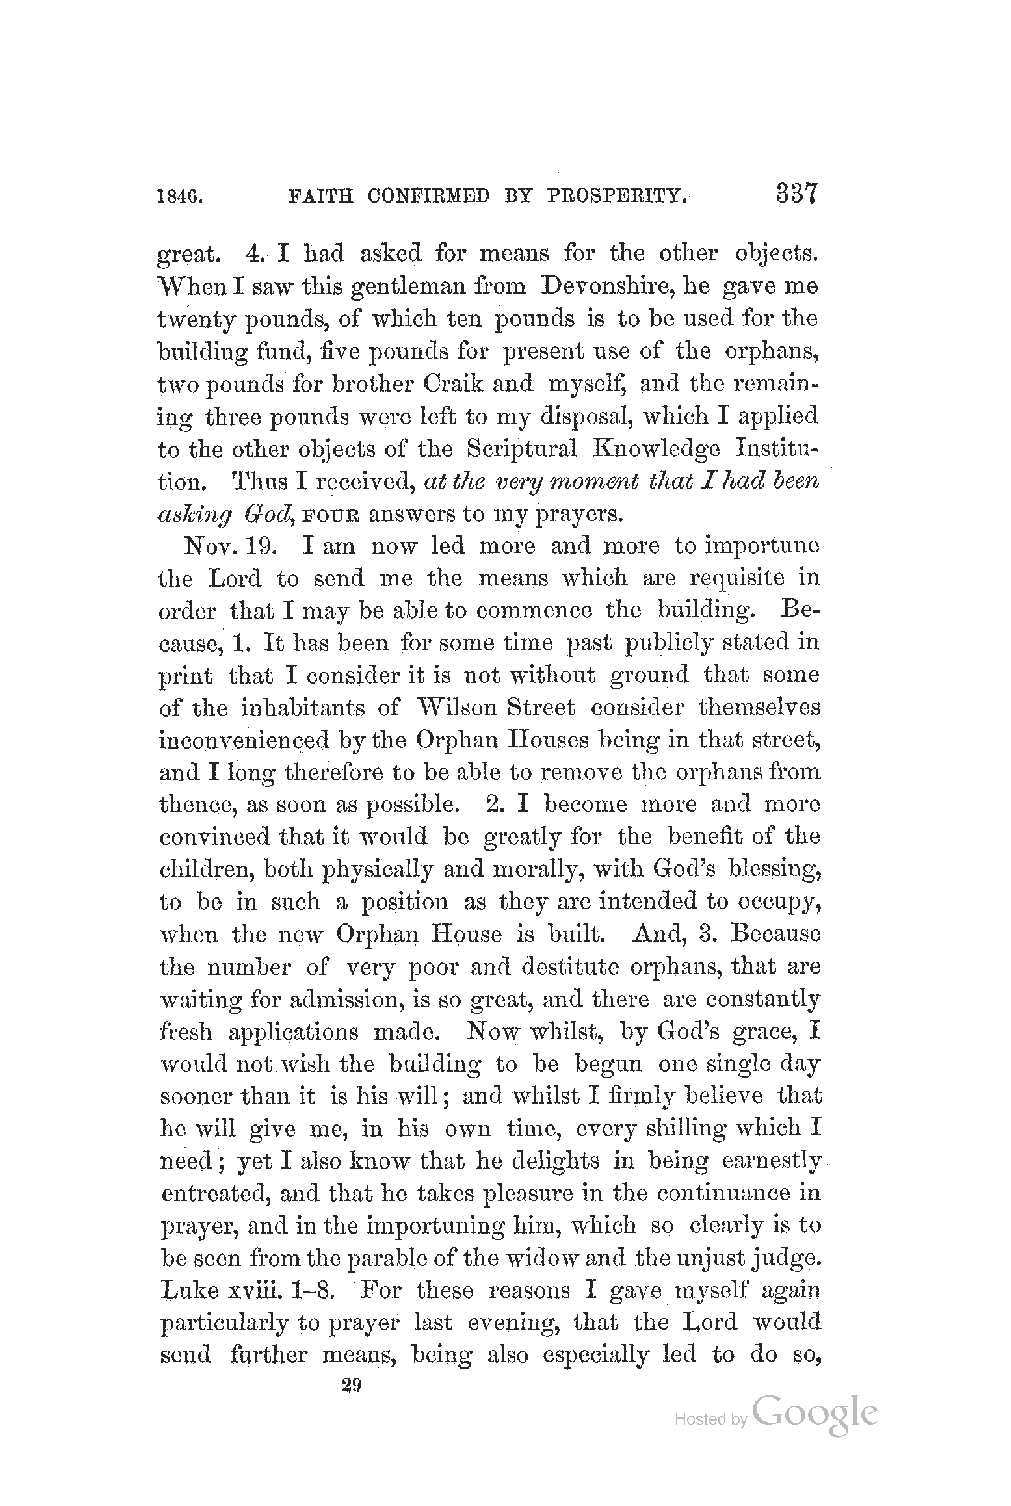 1846. FAITH CONFIRMED BY PROSPERITY. 337
great. 4. I had asked for means for the other objects.
When I saw this gentleman from Devonshire, he gave me
twenty pounds, of which ten pounds is to be used for the
building fund, five pounds for present use of the orphans,
two pounds for brother Craik and myself, and the remain-
ing three pounds were left to my disposal, which I applied
to the other objects of the Scriptural Knowledge Institu-
tion. Thus I received, at the very moment that I had been
asking God, FOUR answers to my prayers.
Nov. 19. I am now led more and more to importune
the Lord to send me the means which are requisite in
order that I may be able to commence the building. Be-
cause, 1. It has been for some time past publicly stated in
print that I consider it is not without ground that some
of the inhabitants of Wilson Street consider themselves
inconvenienced by the Orphan Houses being in that street,
and I long therefore to be able to remove the orphans from
thence, as soon as possible. 2. I become more and more
convinced that it would be greatly for the benefit of the
children, both physically and morally, with God's blessing,
to be in such a position as they are intended to occupy,
when the new Orphan House is built. And, 3. Because
the number of very poor and destitute orphans, that are
waiting for admission, is so great, and there are constantly
fresh applications made. Now whilst, by God's grace, I
would not wish the building to be begun one single day
sooner than it is his will; and whilst I firmly believe that
he will give me, in his own time, every shilling which I
need; yet I also know that he delights in being earnestly
entreated, and that he takes pleasure in the continuance in
prayer, and in the importuning him, which so clearly is to
be seen from the parable of the widow and the unjust judge.
Luke xviii. 1–8. For these reasons I gave myself again
particularly to prayer last evening, that the Lord would
send further means, being also especially led to do so,
29
Hosted by Google